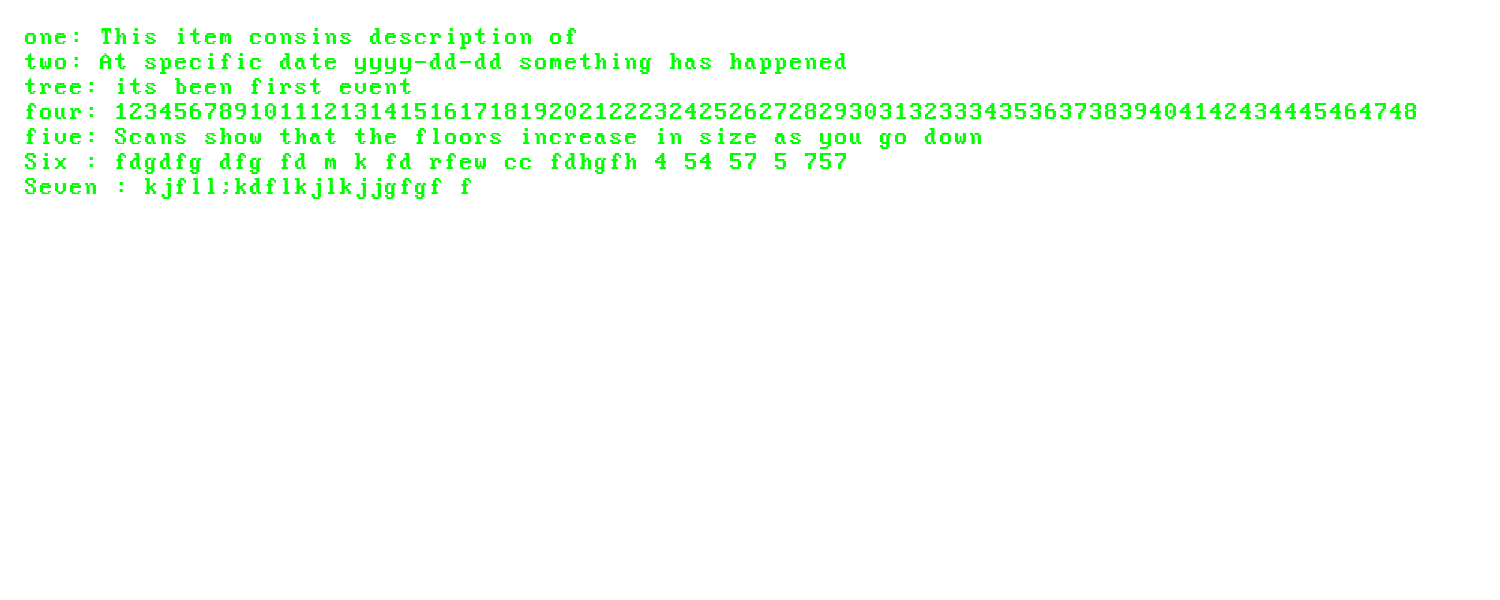 one: This item consins description of
two: At specific date yyyy-dd-dd something has happened
tree: its been first event
four: 123456789101112131415161718192021222324252627282930313233343536373839404142434445464748
five: Scans show that the floors increase in size as you go down
Six : fdgdfg dfg fd m k fd rfew cc fdhgfh 4 54 57 5 757
Seven : kjfll;kdflkjlkjjgfgf f